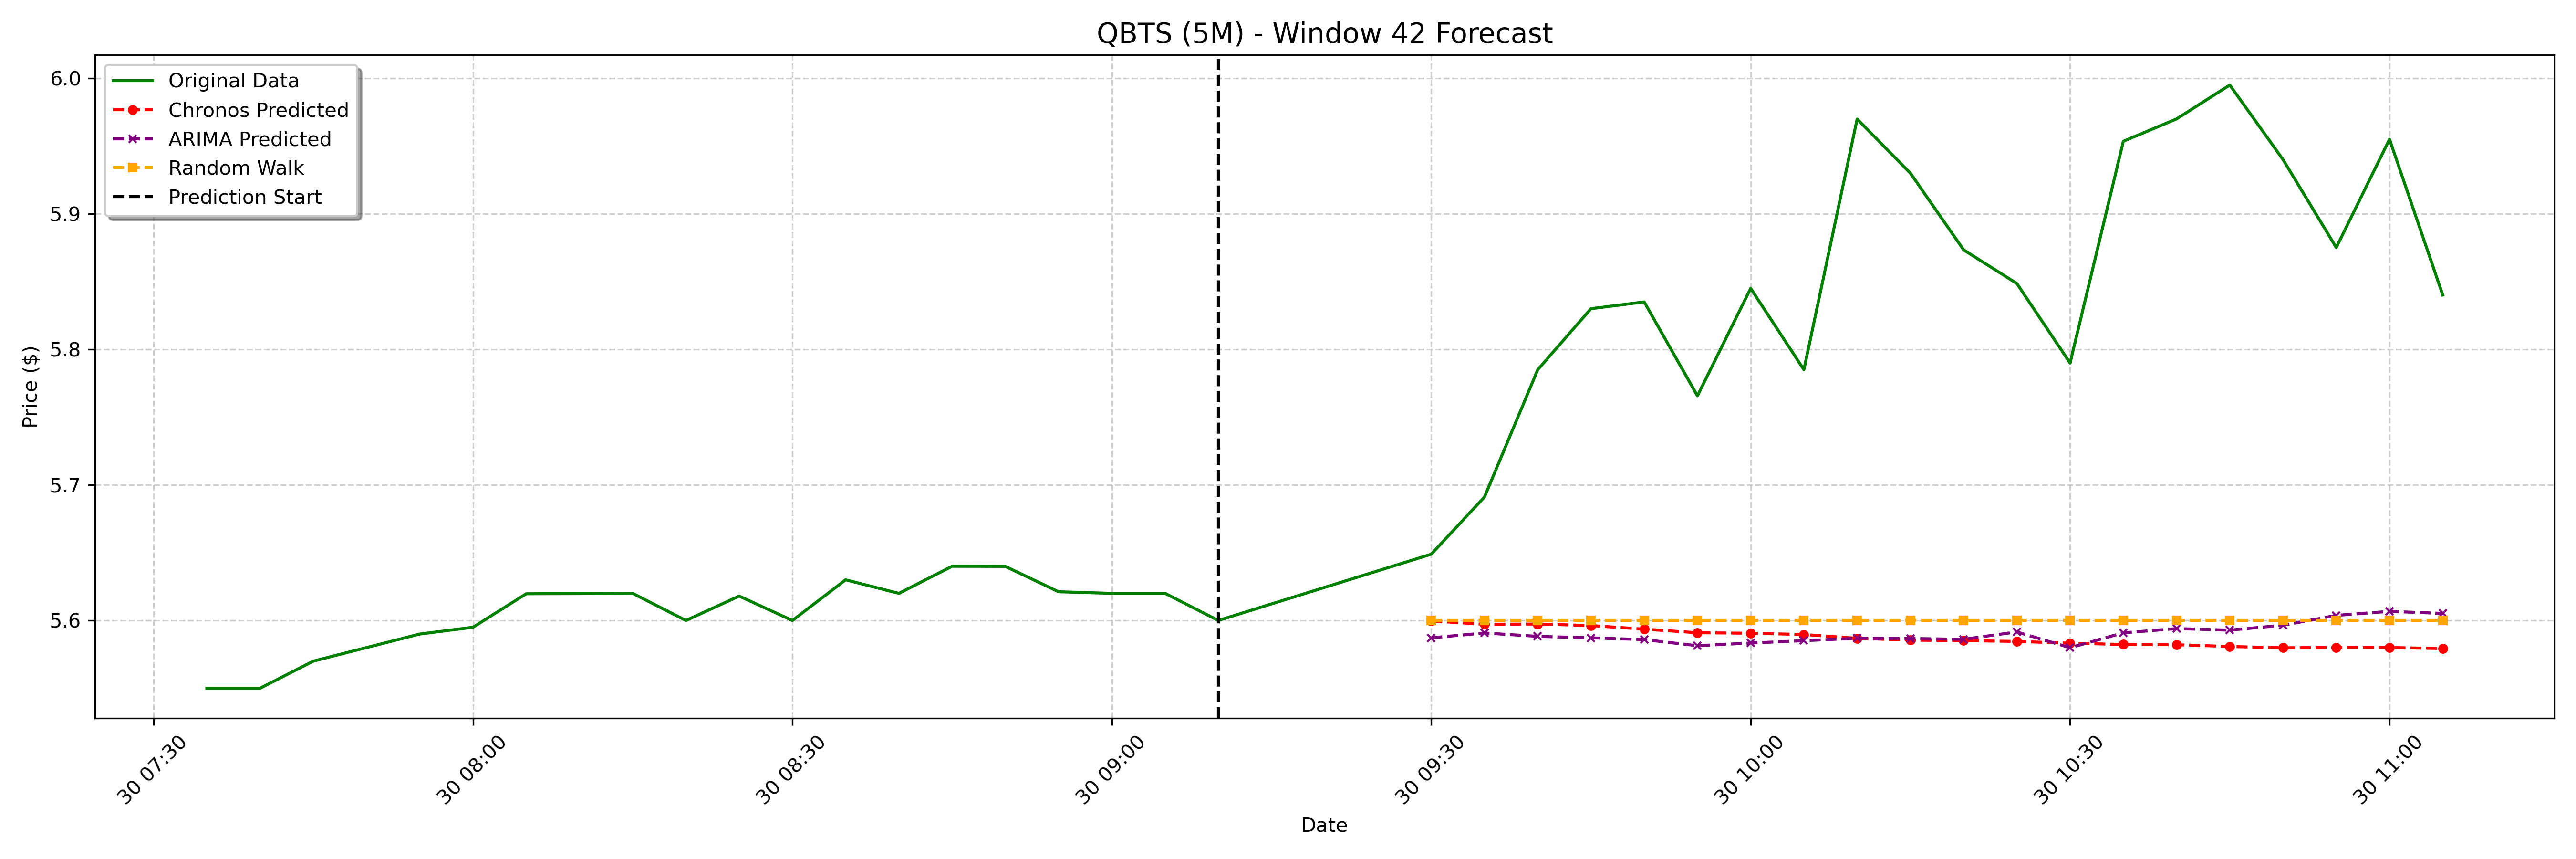 QBTS (5M) - Window 42 Forecast
Original Data
Chronos Predicted
ARIMA Predicted
Random Walk
Prediction Start
Price ($)
6.0
5.9
5.8
5.7
5.6
30 07:30
30 08:00
30 08:30
30 09:00
30 09:30
30 10:00
30 10:30
30 11:00
Date